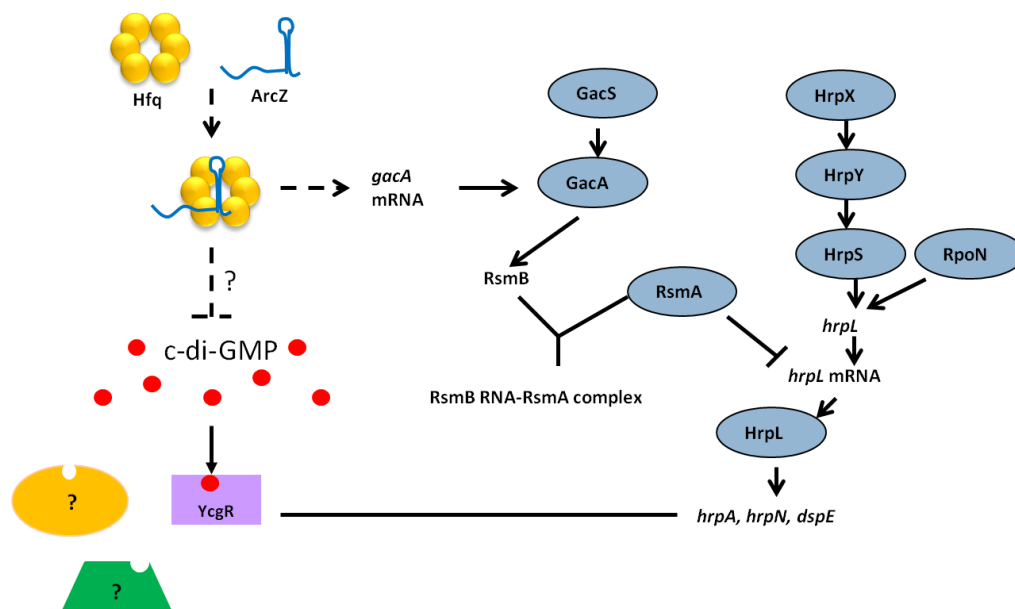 Hfq
ArcZ
gacA
mRNA
GacS
GacA
RsmB
RsmA
RsmB RNA-RsmA complex
HrpX
HrpY
HrpS
RpoN
hrpL
hrpL mRNA
HrpL
hrpA, hrpN, dspE
?
c-di-GMP
YcgR
?
?